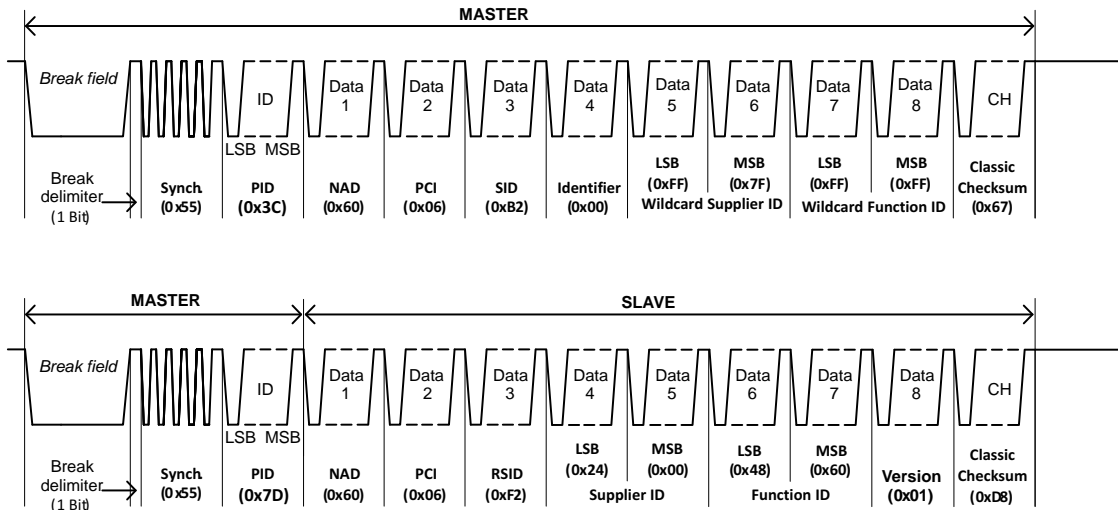 MASTER
Break field
ID
Data 1
Data 2
Data 3
Data 4
Data 5
Data 6
Data 7
Data 8
CH
LSB MSB
Break delimiter (1 Bit)
Synch. (0x55)
PID (0x3C)
NAD (0x60)
PCI (0x06)
SID (0xB2)
Identifier (0x00)
LSB (0xFF)
MSB (0x7F)
Wildcard Supplier ID
LSB (0xFF)
MSB (0xFF)
Wildcard Function ID
Classic Checksum (0x67)
MASTER
SLAVE
Break field
ID
Data 1
Data 2
Data 3
Data 4
Data 5
Data 6
Data 7
Data 8
CH
LSB MSB
Break delimiter (1 Bit)
Synch. (0x55)
PID (0x7D)
NAD (0x60)
PCI (0x06)
RSID (0xF2)
LSB (0x24)
MSB (0x00)
Supplier ID
LSB (0x48)
MSB (0x60)
Function ID
Version (0x01)
Classic Checksum (0xD8)